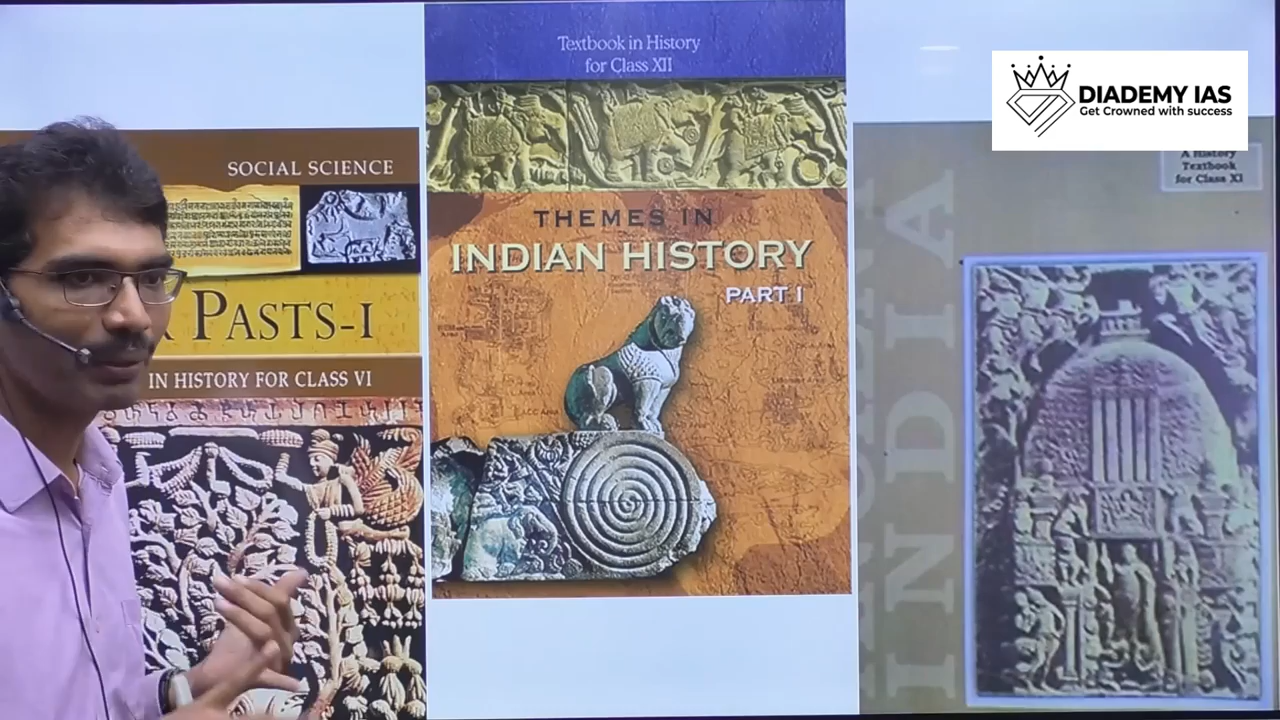 SOCIAL SCIENCE
PASTS-I
IN HISTORY FOR CLASS VI
Textbook in History
for Class XII
THEMES IN
INDIAN HISTORY
PART I
DIADEMY IAS
Get Crowned with success
A History
Textbook
for Class XI
INDIA